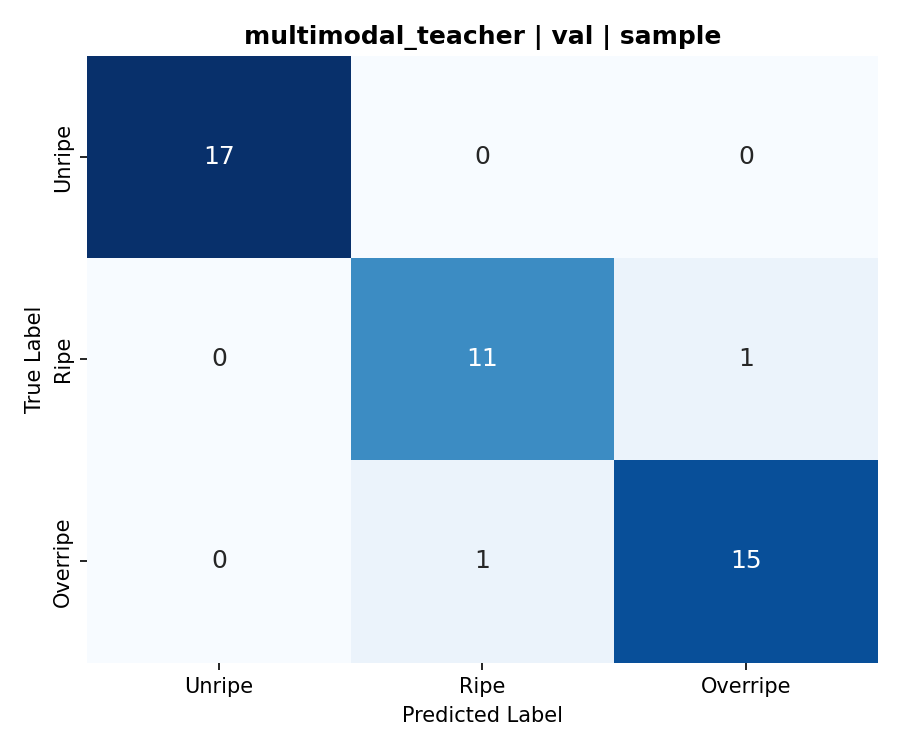 multimodal_teacher | val | sample
True Label
Unripe
17 0 0
Ripe
0 11 1
Overripe
0 1 15
Unripe Ripe Overripe
Predicted Label